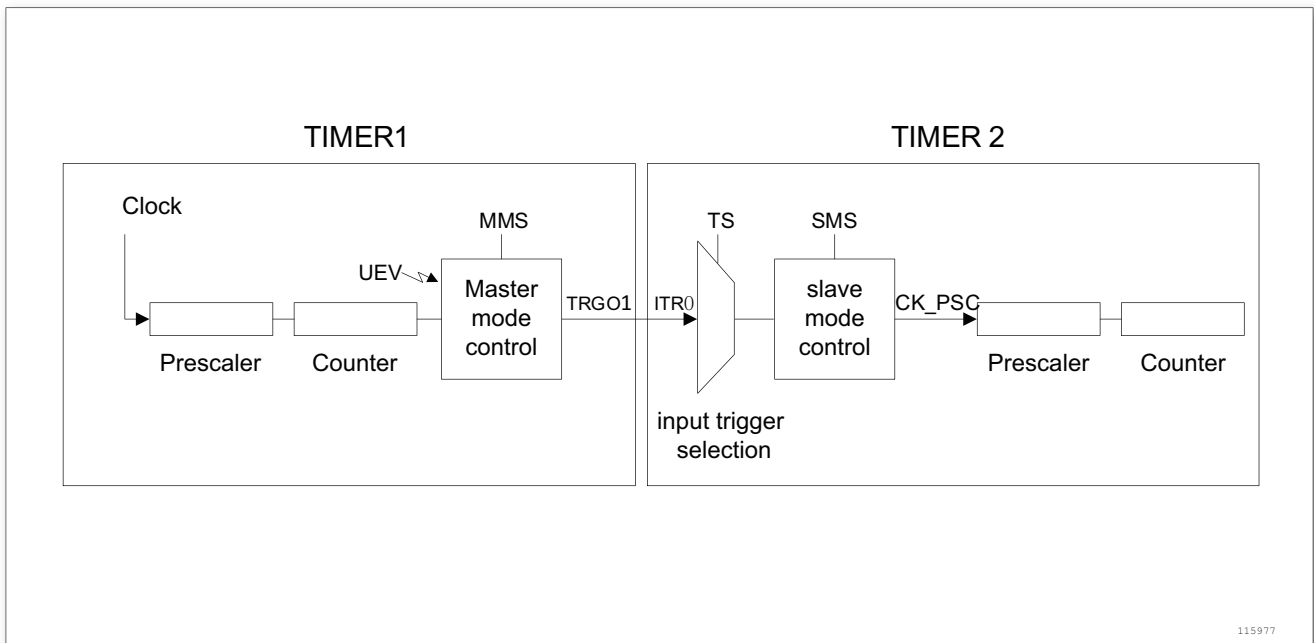 TIMER1
TIMER 2
Clock
MMS
TS
SMS
UEV
Master
mode
control
TRGO1
ITR0
slave
mode
control
CK_PSC
Prescaler
Counter
Prescaler
Counter
input trigger
selection
115977